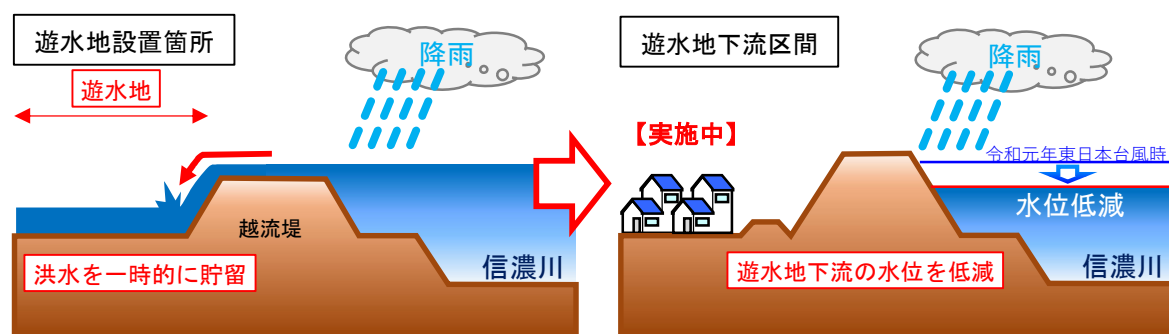 遊水地設置箇所
降雨
遊水地
越流堤
信濃川
洪水を一時的に貯留
遊水地下流区間
降雨
【実施中】
令和元年東日本台風時
水位低減
信濃川
遊水地下流の水位を低減